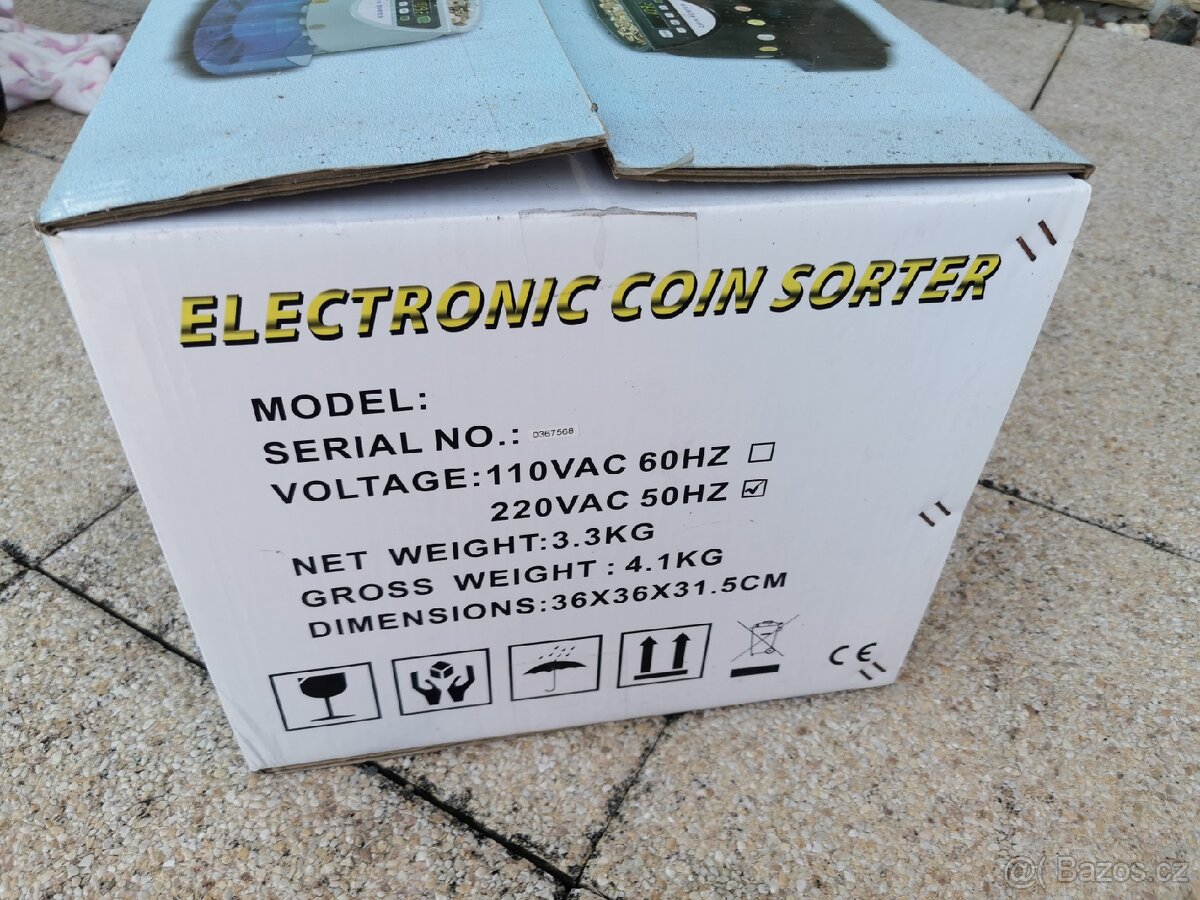 ELECTRONIC COIN SORTER
MODEL:
SERIAL NO.: 0367568
VOLTAGE:110VAC 60HZ
220VAC 50HZ
NET WEIGHT:3.3KG
GROSS WEIGHT : 4.1KG
DIMENSIONS:36X36X31.5CM
CE
@( Bazos.cz